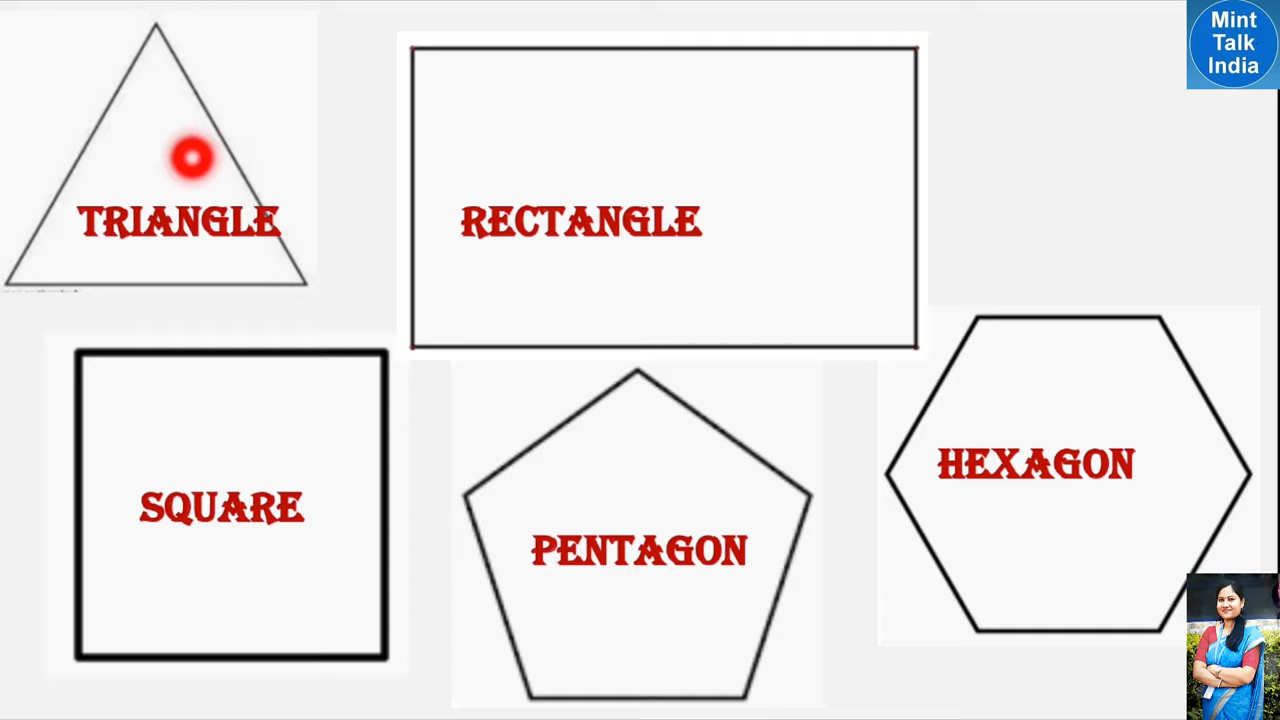 Mint
Talk
India
TRIANGLE
RECTANGLE
SQUARE
PENTAGON
HEXAGON